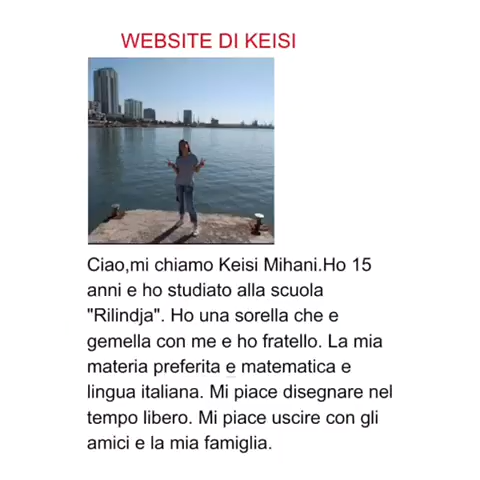 WEBSITE DI KEISI
Ciao,mi chiamo Keisi Mihani.Ho 15
anni e ho studiato alla scuola
"Rilindja". Ho una sorella che e
gemella con me e ho fratello. La mia
materia preferita e matematica e
lingua italiana. Mi piace disegnare nel
tempo libero. Mi piace uscire con gli
amici e la mia famiglia.